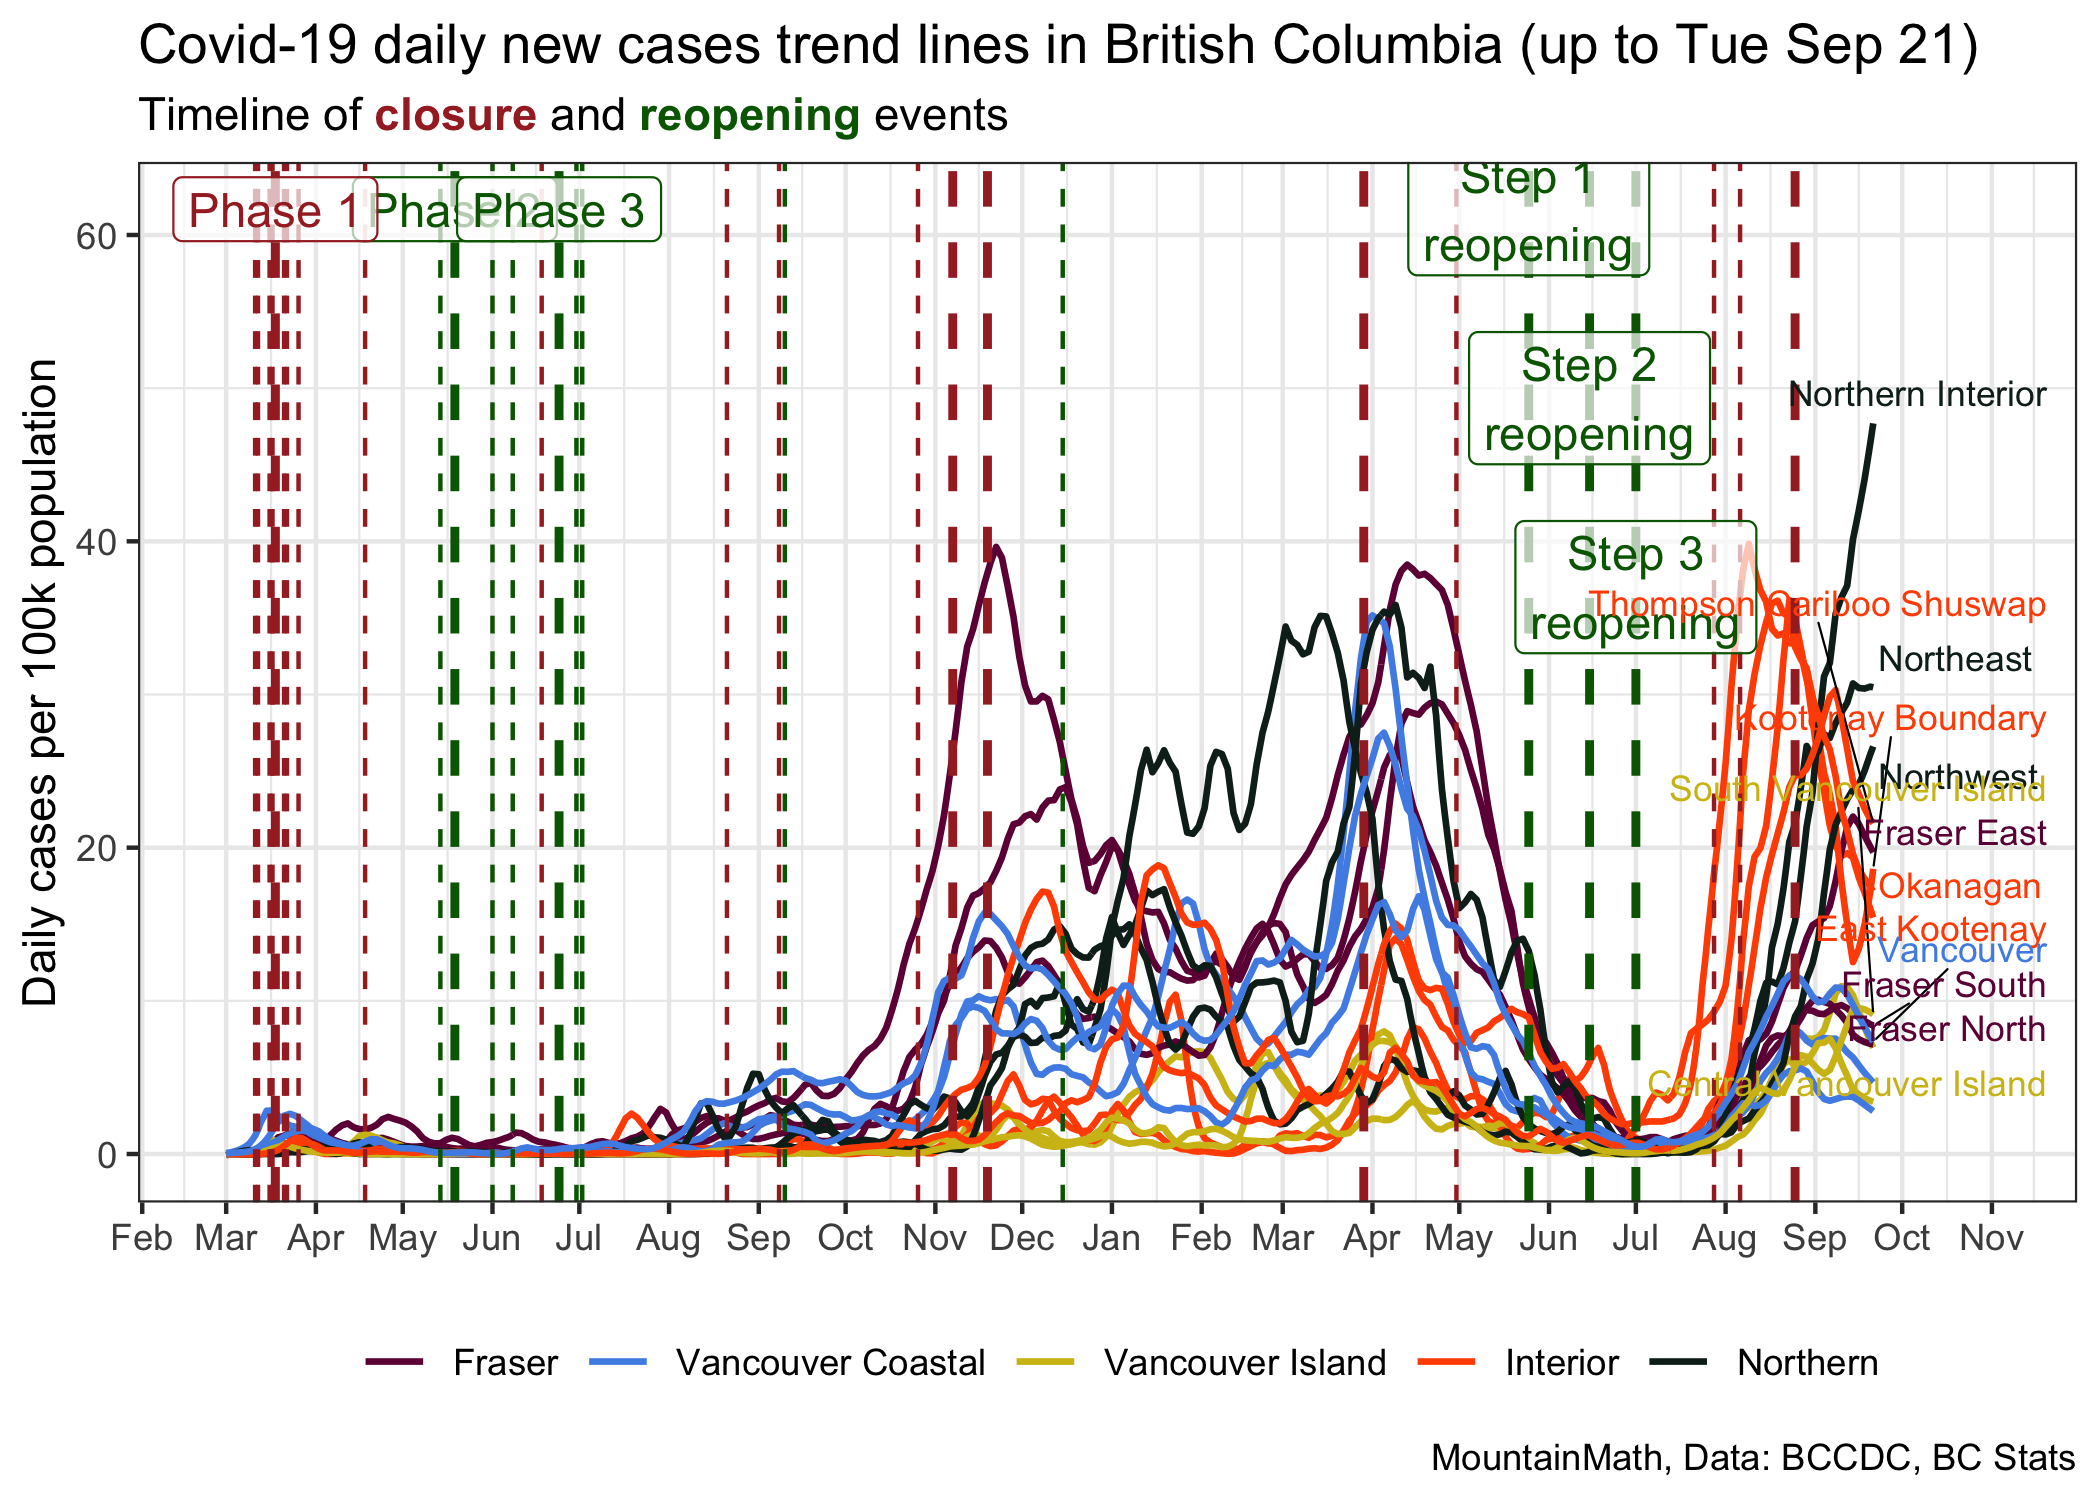 Covid-19 daily new cases trend lines in British Columbia (up to Tue Sep 21)
Timeline of closure and reopening events
Daily cases per 100k population
60
40
20
0
Phase 1
Phase 2
Phase 3
Step 1
reopening
Step 2
reopening
Step 3
reopening
Northern Interior
Thompson Cariboo Shuswap
Northeast
Kootenay Boundary
Northwest
South Vancouver Island
Fraser East
Okanagan
East Kootenay
Vancouver
Fraser South
Fraser North
Central Vancouver Island
Feb Mar Apr May Jun Jul Aug Sep Oct Nov Dec Jan Feb Mar Apr May Jun Jul Aug Sep Oct Nov
Fraser Vancouver Coastal Vancouver Island Interior Northern
MountainMath, Data: BCCDC, BC Stats